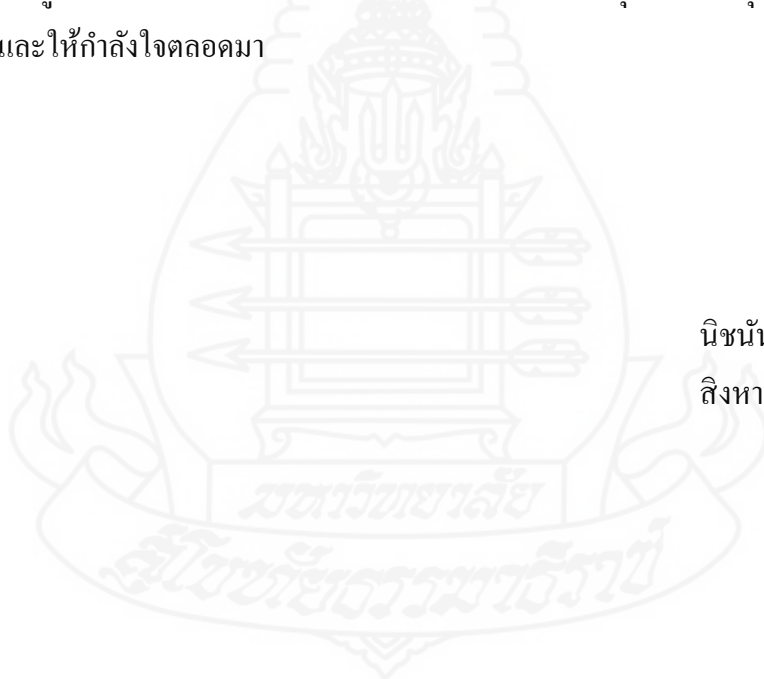 และให้กำลังใจตลอดมา
นิชนัน
สิงหา
มหาวิทยาลัย
สุโขทัยธรรมาธิราช